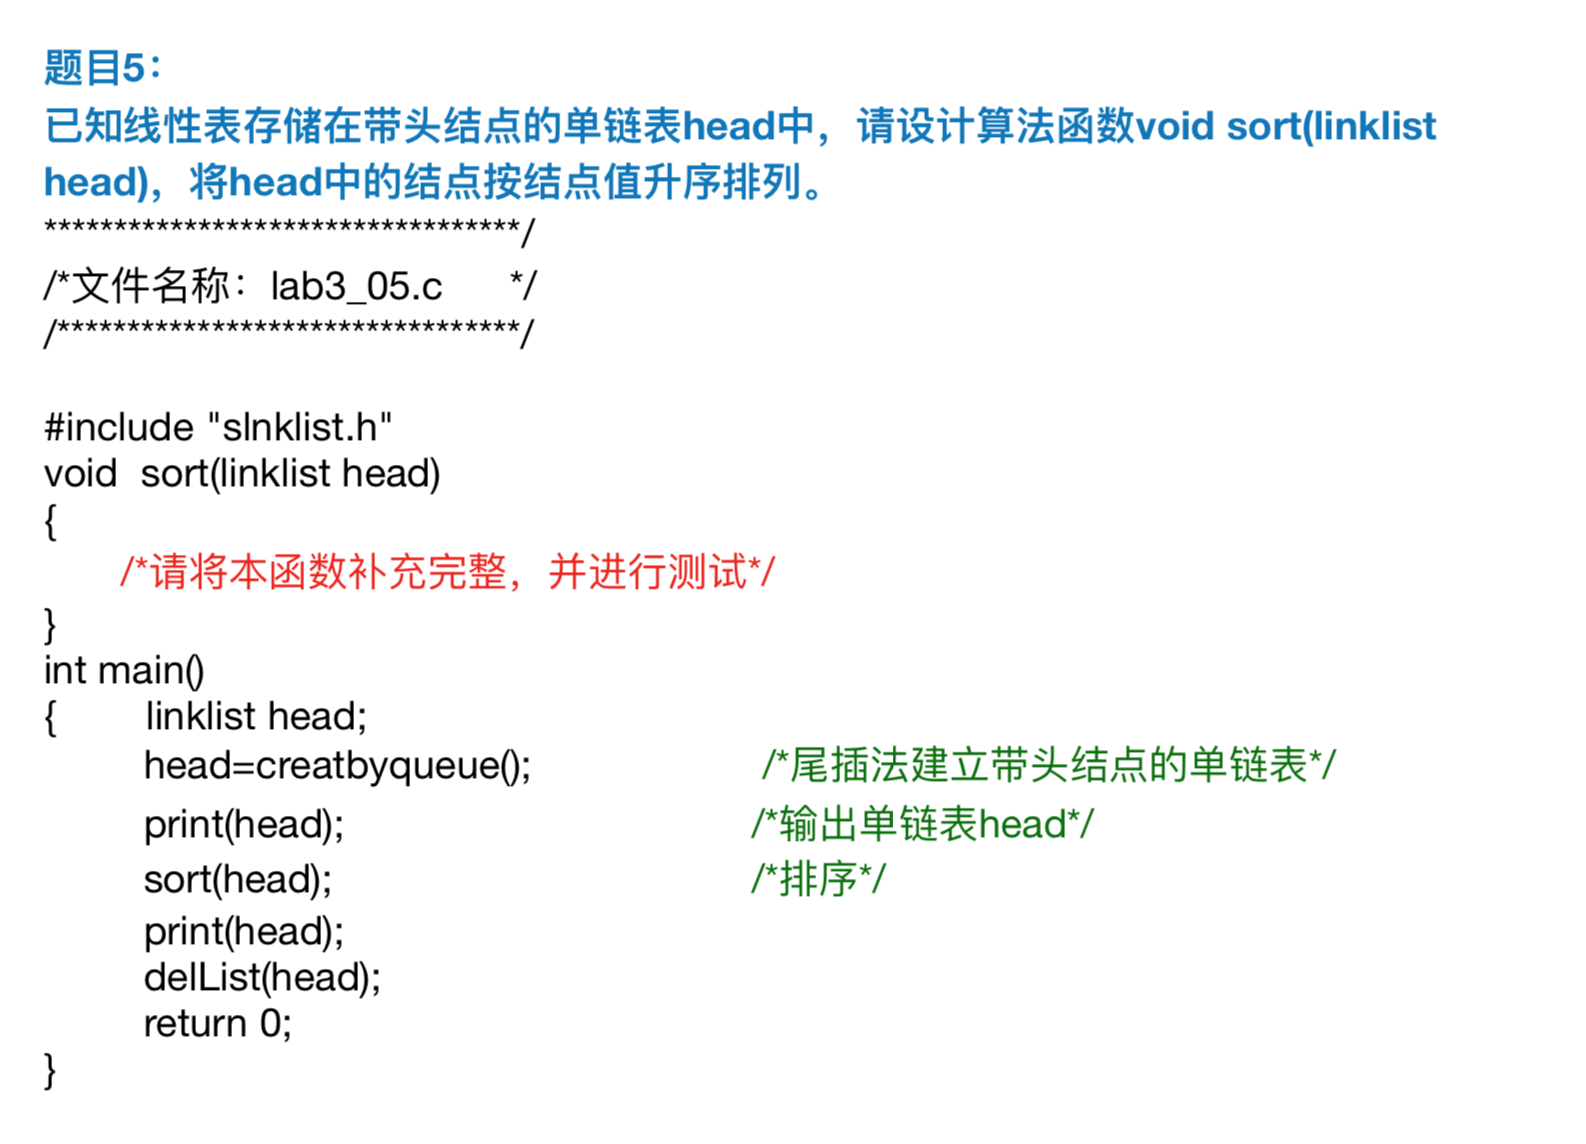 题目5：
已知线性表存储在带头结点的单链表head中，请设计算法函数void sort(linklist
head)，将head中的结点按结点值升序排列。
**********************************/
/*文件名称：lab3_05.c */
/*********************************/
#include "slnklist.h"
void sort(linklist head)
{
/*请将本函数补充完整，并进行测试*/
}
int main()
{ linklist head;
head=creatbyqueue(); /*尾插法建立带头结点的单链表*/
print(head); /*输出单链表head*/
sort(head); /*排序*/
print(head);
delList(head);
return 0;
}